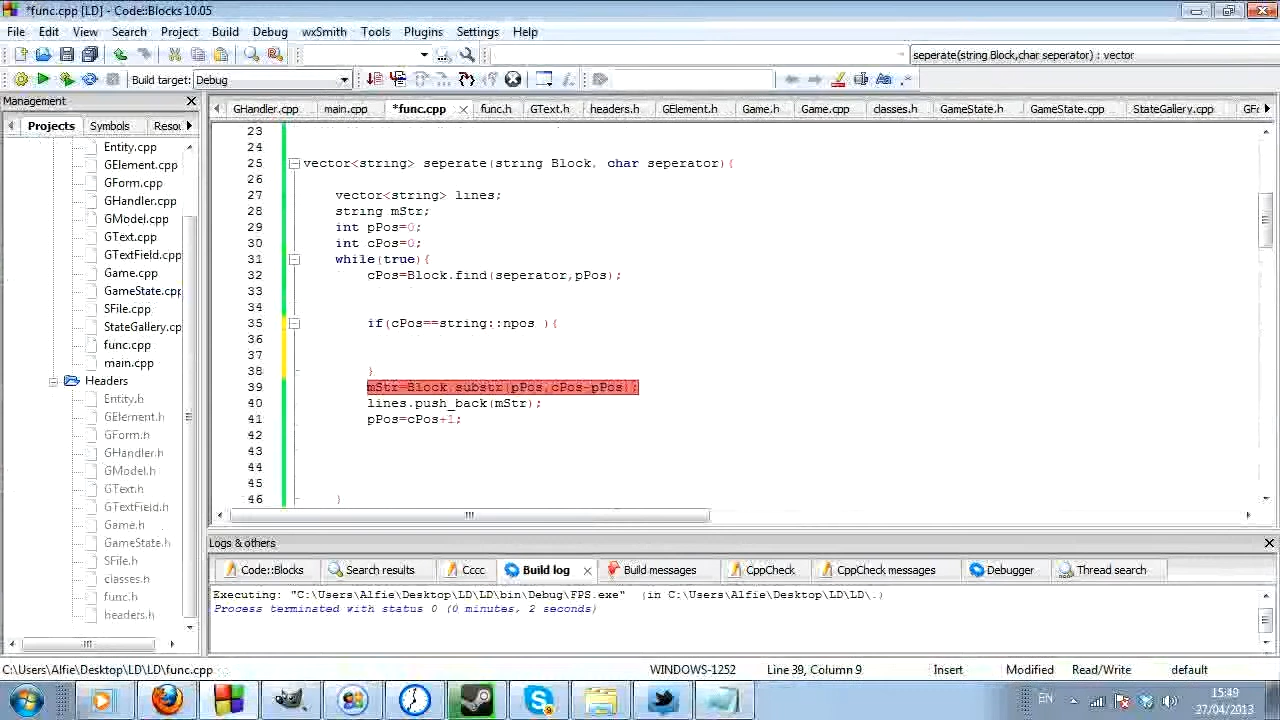 *func.cpp [LD] - Code::Blocks 10.05
File Edit View Search Project Build Debug wxSmith Tools Plugins Settings Help
seperate(string Block,char seperator) : vector
Build target: Debug
Management
Projects Symbols Resou
GHandler.cpp main.cpp *func.cpp func.h GText.h headers.h GElement.h Game.h Game.cpp classes.h GameState.h GameState.cpp StateGallery.cpp
Entity.cpp
GElement.cpp
GForm.cpp
GHandler.cpp
GModel.cpp
GText.cpp
GTextField.cpp
Game.cpp
GameState.cpp
SFile.cpp
StateGallery.cp
func.cpp
main.cpp
Headers
Entity.h
GElement.h
GForm.h
GHandler.h
GModel.h
GText.h
GTextField.h
Game.h
GameState.h
SFile.h
classes.h
func.h
headers.h
23
24
25 vector<string> seperate(string Block, char seperator){
26
27 vector<string> lines;
28 string mStr;
29 int pPos=0;
30 int cPos=0;
31 while(true){
32 cPos=Block.find(seperator,pPos);
33
34
35 if(cPos==string::npos ){
36
37
38 }
39 mStr=Block.substr(pPos,cPos-pPos);
40 lines.push_back(mStr);
41 pPos=cPos+1;
42
43
44
45
46 }
Logs & others
Code::Blocks Search results Cccc Build log Build messages CppCheck CppCheck messages Debugger Thread search
Executing: "C:\Users\Alfie\Desktop\LD\LD\bin\Debug\FPS.exe" (in C:\Users\Alfie\Desktop\LD\LD\.)
Process terminated with status 0 (0 minutes, 2 seconds)
C:\Users\Alfie\Desktop\LD\LD\func.cpp WINDOWS-1252 Line 39, Column 9 Insert Modified Read/Write default
EN 15:49
27/04/2013